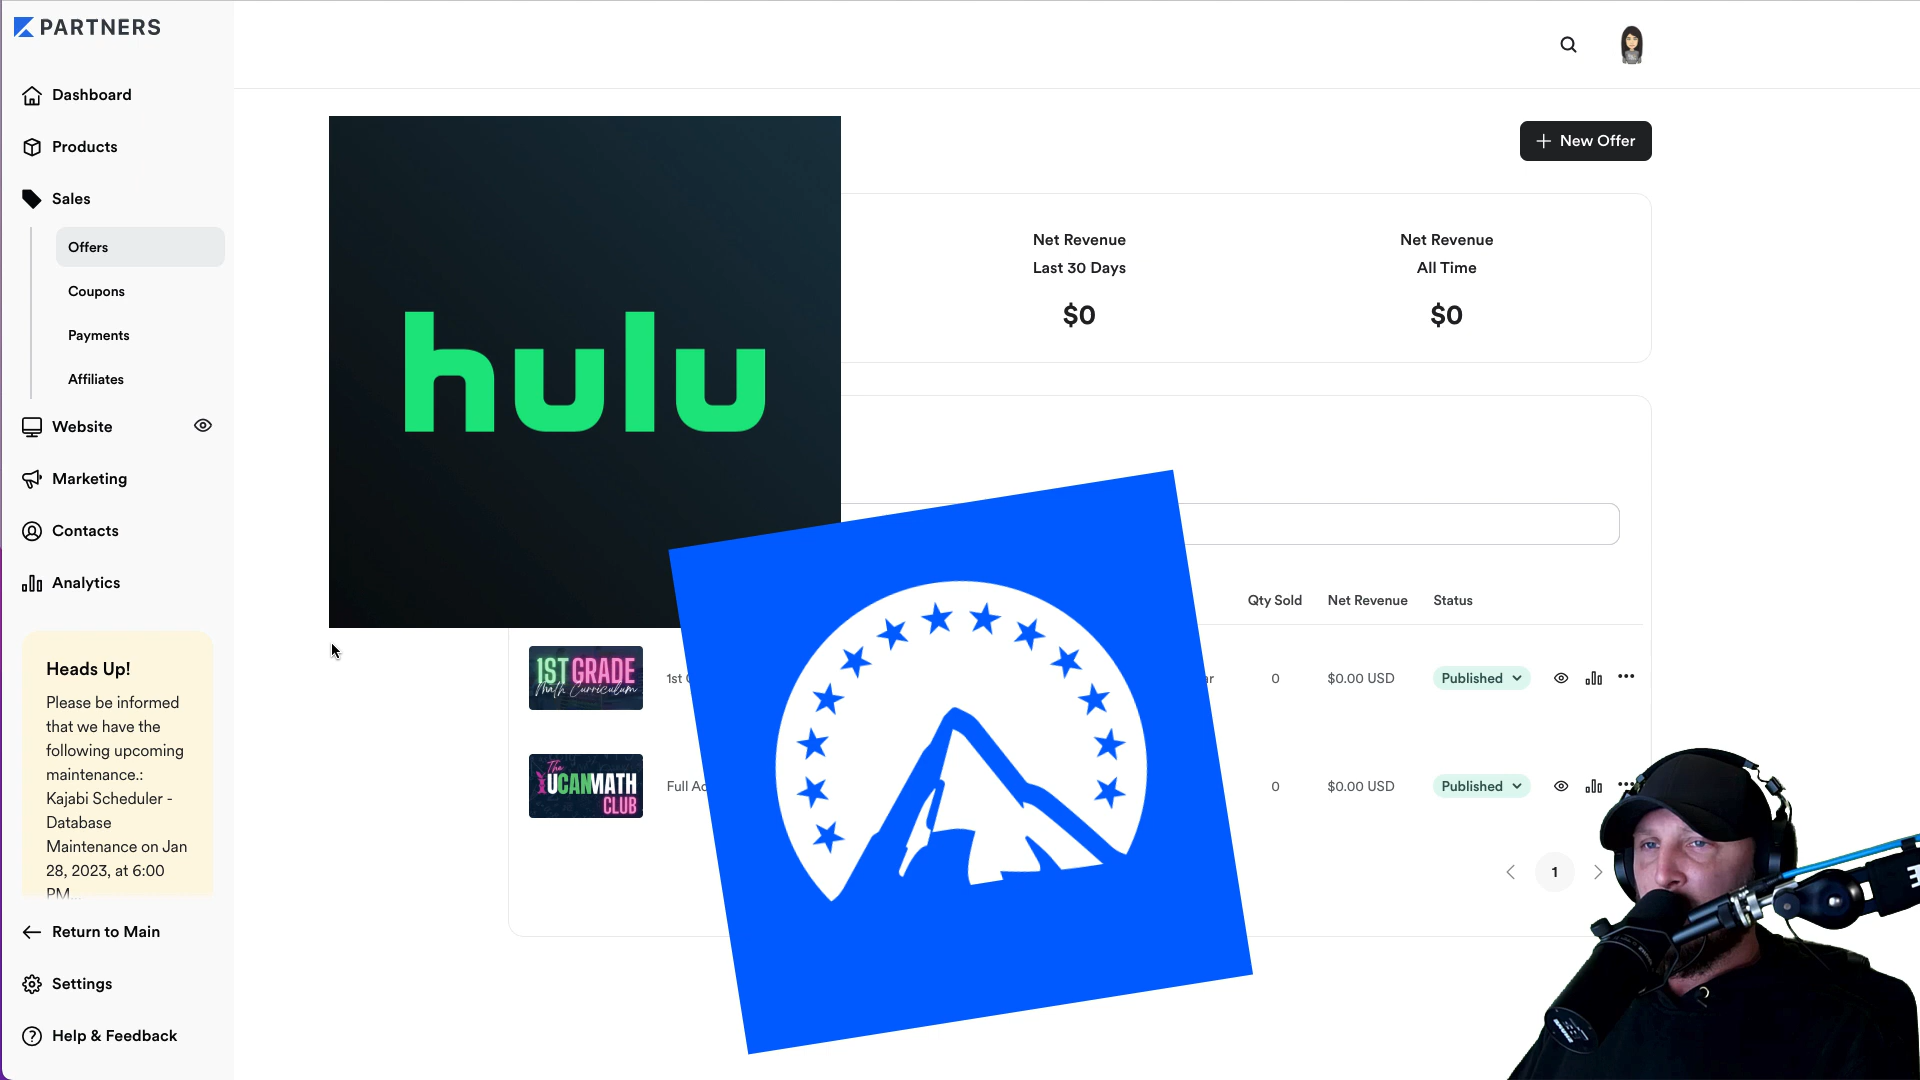 PARTNERS
Dashboard
Products
Sales
Offers
Coupons
Payments
Affiliates
Website
Marketing
Contacts
Analytics
Heads Up!
Please be informed
that we have the
following upcoming
maintenance.:
Kajabi Scheduler -
Database
Maintenance on Jan
28, 2023, at 6:00
PM...
Return to Main
Settings
Help & Feedback
New Offer
hulu
Net Revenue
Last 30 Days
$0
Net Revenue
All Time
$0
Qty Sold Net Revenue Status
1ST GRADE
Math Curriculum
1st
0 $0.00 USD Published
The
UCANMATH
CLUB
Full
0 $0.00 USD Published
1